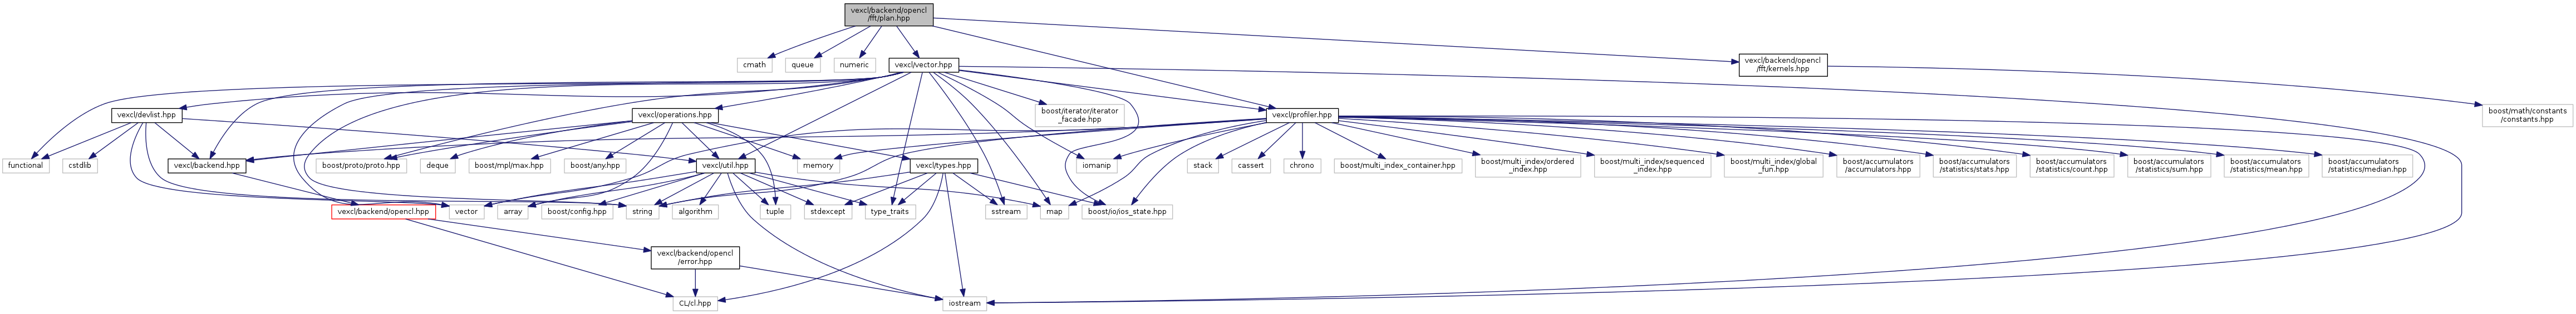 vexcl/backend/opencl
/fft/plan.hpp
cmath
queue
numeric
vexcl/vector.hpp
vexcl/backend/opencl
/fft/kernels.hpp
vexcl/devlist.hpp
vexcl/operations.hpp
boost/iterator/iterator
_facade.hpp
vexcl/profiler.hpp
boost/math/constants
/constants.hpp
functional
cstdlib
vexcl/backend.hpp
boost/proto/proto.hpp
deque
boost/mpl/max.hpp
boost/any.hpp
vexcl/util.hpp
memory
vexcl/types.hpp
iomanip
stack
cassert
chrono
boost/multi_index_container.hpp
boost/multi_index/ordered
_index.hpp
boost/multi_index/sequenced
_index.hpp
boost/multi_index/global
_fun.hpp
boost/accumulators
/accumulators.hpp
boost/accumulators
/statistics/stats.hpp
boost/accumulators
/statistics/count.hpp
boost/accumulators
/statistics/sum.hpp
boost/accumulators
/statistics/mean.hpp
boost/accumulators
/statistics/median.hpp
vexcl/backend/opencl.hpp
vector
array
boost/config.hpp
string
algorithm
tuple
stdexcept
type_traits
sstream
map
boost/io/ios_state.hpp
vexcl/backend/opencl
/error.hpp
CL/cl.hpp
iostream